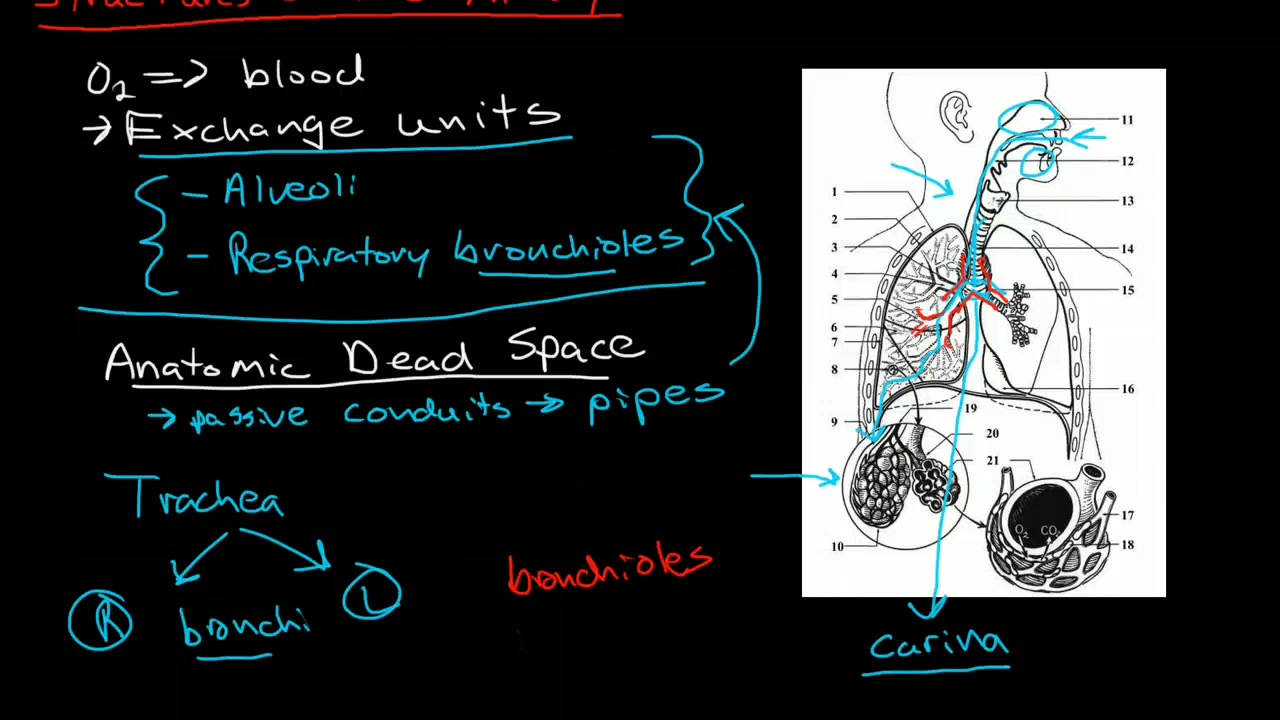 Structures
O2 => blood
→ Exchange units
- Alveoli
- Respiratory bronchioles
Anatomic Dead Space
→ passive conduits → pipes
Trachea
R bronchi L
bronchioles
carina
1
2
3
4
5
6
7
8
9
10
11
12
13
14
15
16
19
20
21
17
18
O2 CO2